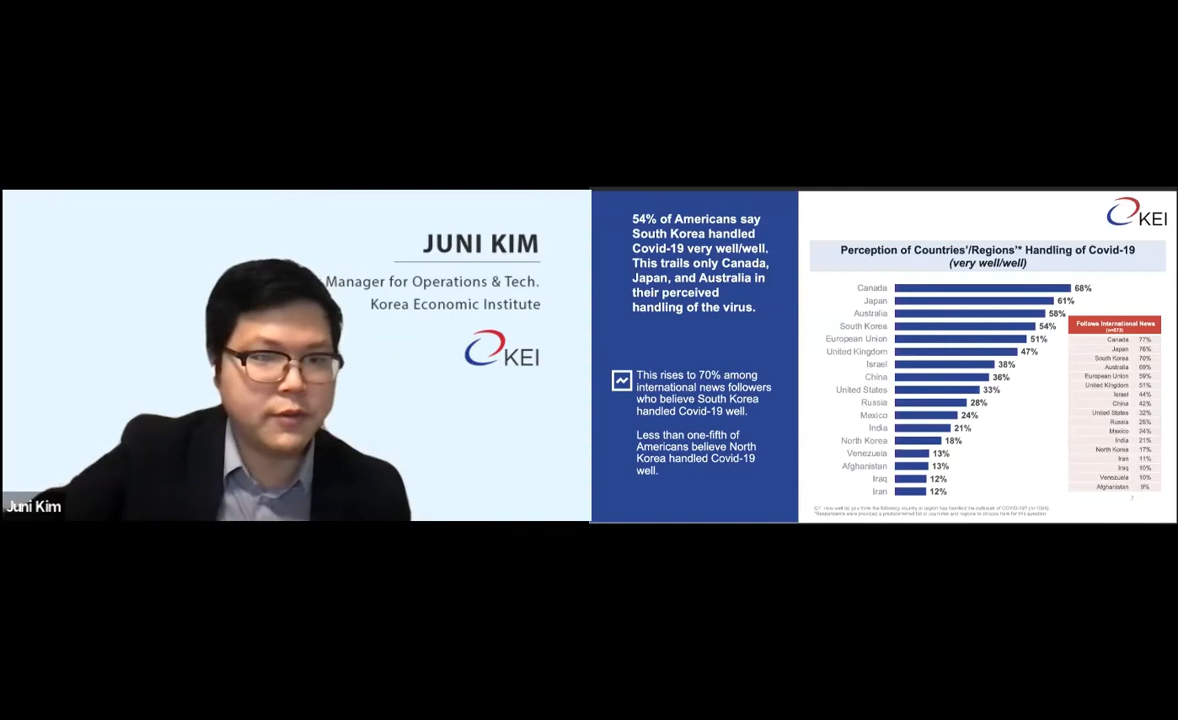 JUNI KIM
Manager for Operations & Tech.
Korea Economic Institute
KEI
Juni Kim
54% of Americans say
South Korea handled
Covid-19 very well/well.
This trails only Canada,
Japan, and Australia in
their perceived
handling of the virus.
This rises to 70% among
international news followers
who believe South Korea
handled Covid-19 well.
Less than one-fifth of
Americans believe North
Korea handled Covid-19
well.
KEI
Perception of Countries'/Regions'* Handling of Covid-19
(very well/well)
Canada 68%
Japan 61%
Australia 58%
South Korea 54%
European Union 51%
United Kingdom 47%
Israel 38%
China 36%
United States 33%
Russia 28%
Mexico 24%
India 21%
North Korea 18%
Venezuela 13%
Afghanistan 13%
Iraq 12%
Iran 12%
Follows International News
Canada 77%
Japan 76%
South Korea 70%
Australia 69%
European Union 59%
United Kingdom 51%
Israel 44%
China 42%
United States 32%
Russia 26%
Mexico 24%
India 21%
North Korea 17%
Iran 11%
Iraq 10%
Venezuela 10%
Afghanistan 9%